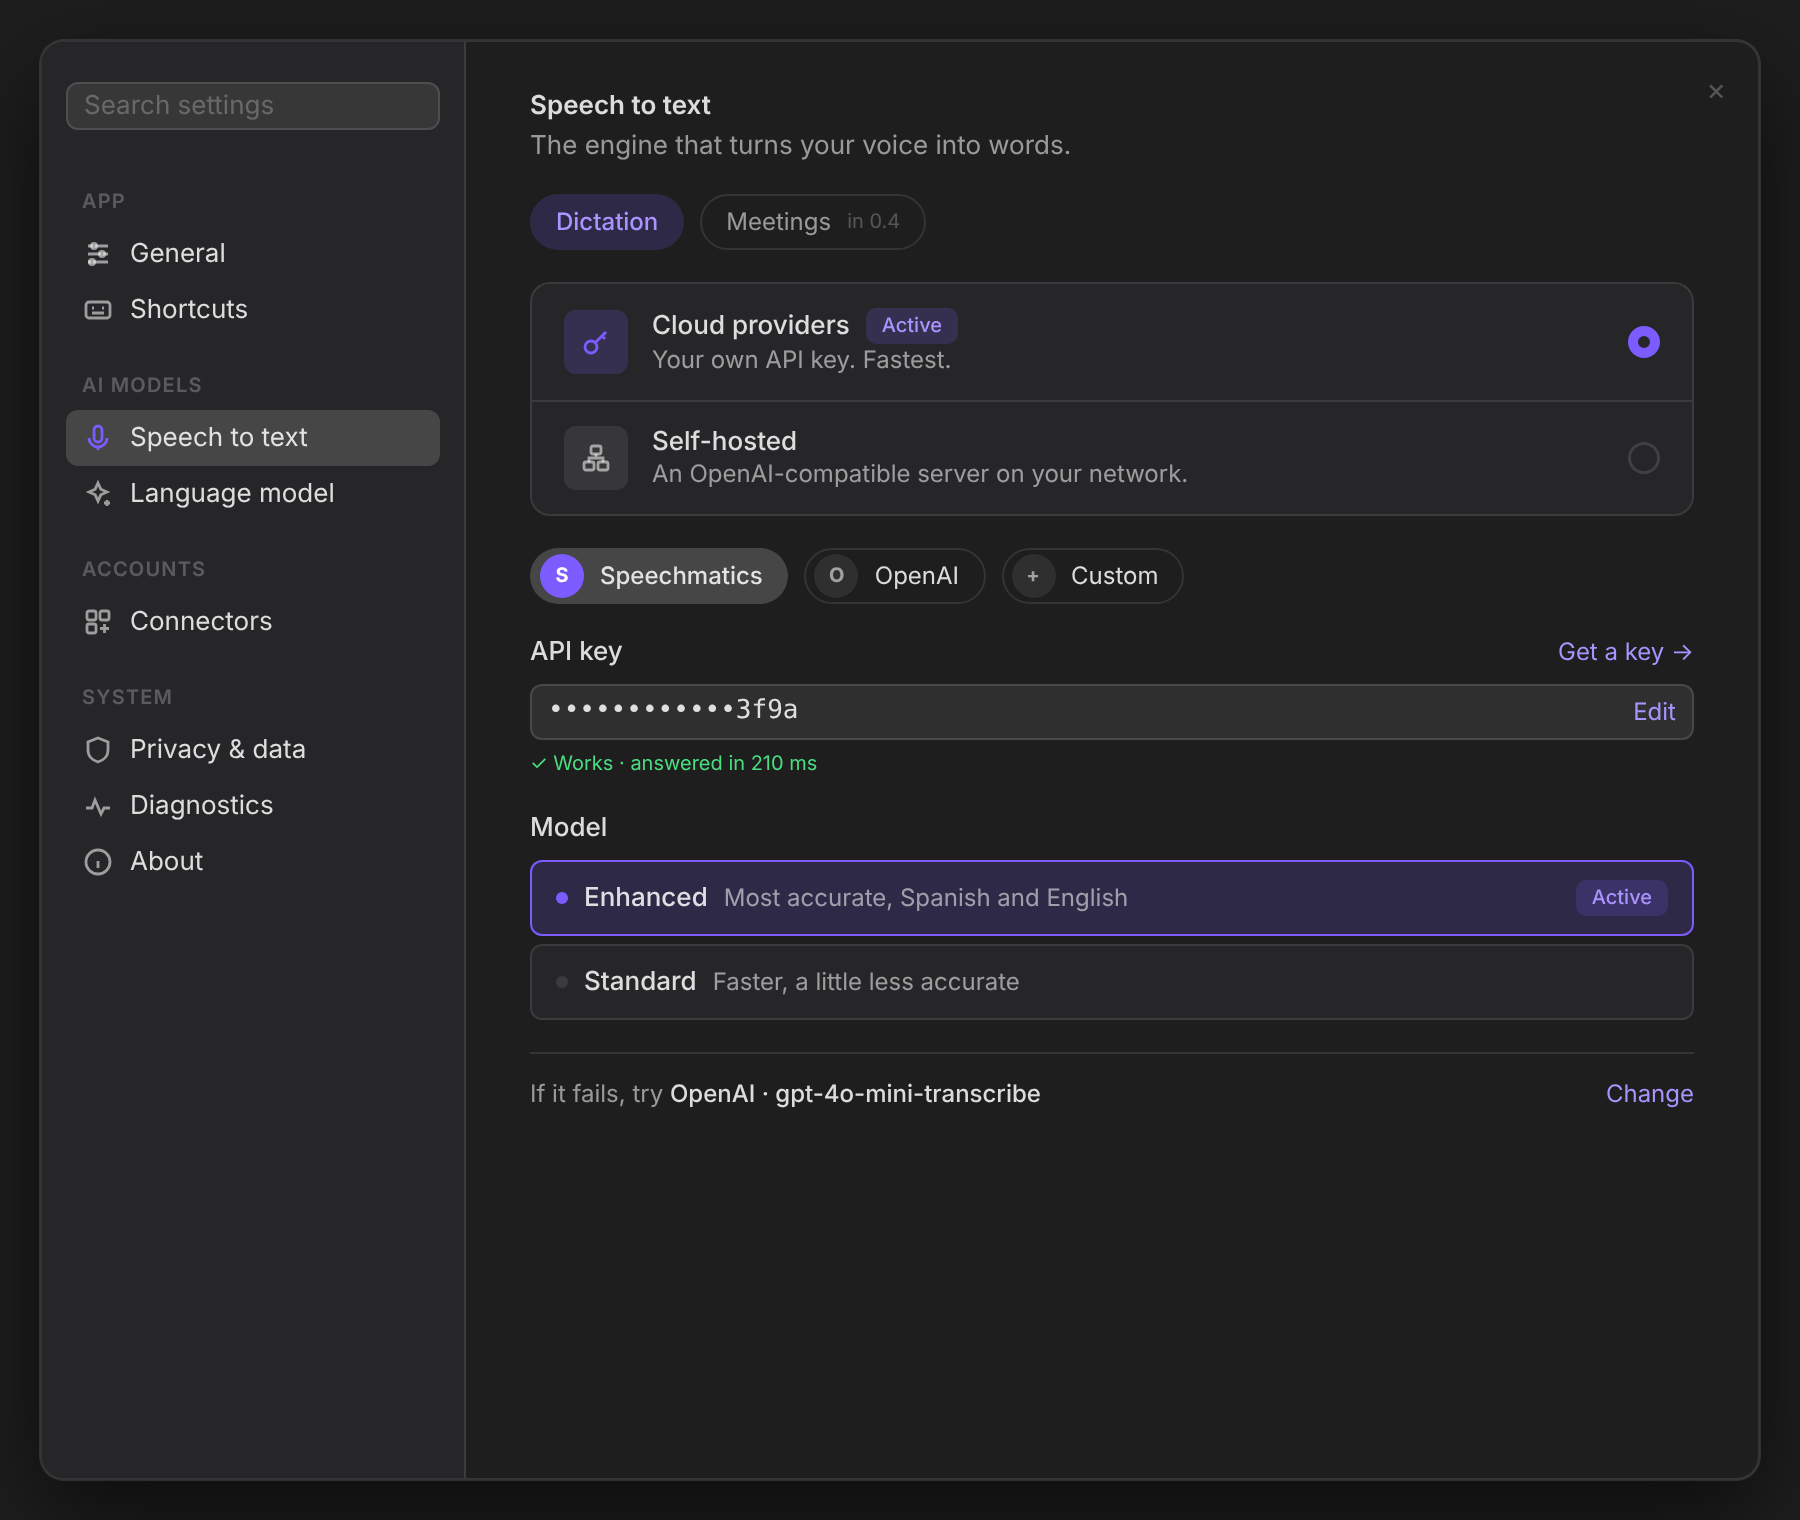 Search settings
APP
General
Shortcuts
AI MODELS
Speech to text
Language model
ACCOUNTS
Connectors
SYSTEM
Privacy & data
Diagnostics
About
×
Speech to text
The engine that turns your voice into words.
Dictation
Meetings in 0.4
Cloud providers Active
Your own API key. Fastest.
Self-hosted
An OpenAI-compatible server on your network.
S Speechmatics
O OpenAI
+ Custom
API key Get a key →
••••••••••••3f9a Edit
✓ Works · answered in 210 ms
Model
Enhanced Most accurate, Spanish and English Active
Standard Faster, a little less accurate
If it fails, try OpenAI · gpt-4o-mini-transcribe Change